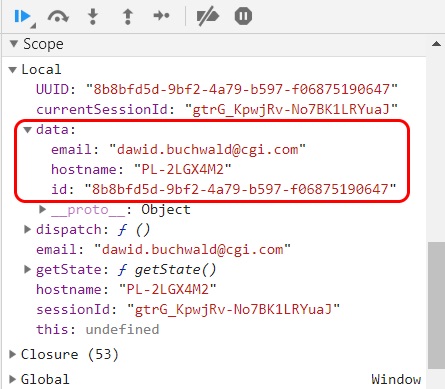 Scope
Local
UUID: "8b8bfd5d-9bf2-4a79-b597-f06875190647"
currentSessionId: "gtrG_KpwjRv-No7BK1LRYuaJ"
data:
email: "dawid.buchwald@cgi.com"
hostname: "PL-2LGX4M2"
id: "8b8bfd5d-9bf2-4a79-b597-f06875190647"
__proto__: Object
dispatch: ƒ ()
email: "dawid.buchwald@cgi.com"
getState: ƒ getState()
hostname: "PL-2LGX4M2"
sessionId: "gtrG_KpwjRv-No7BK1LRYuaJ"
this: undefined
Closure (53)
Global Window